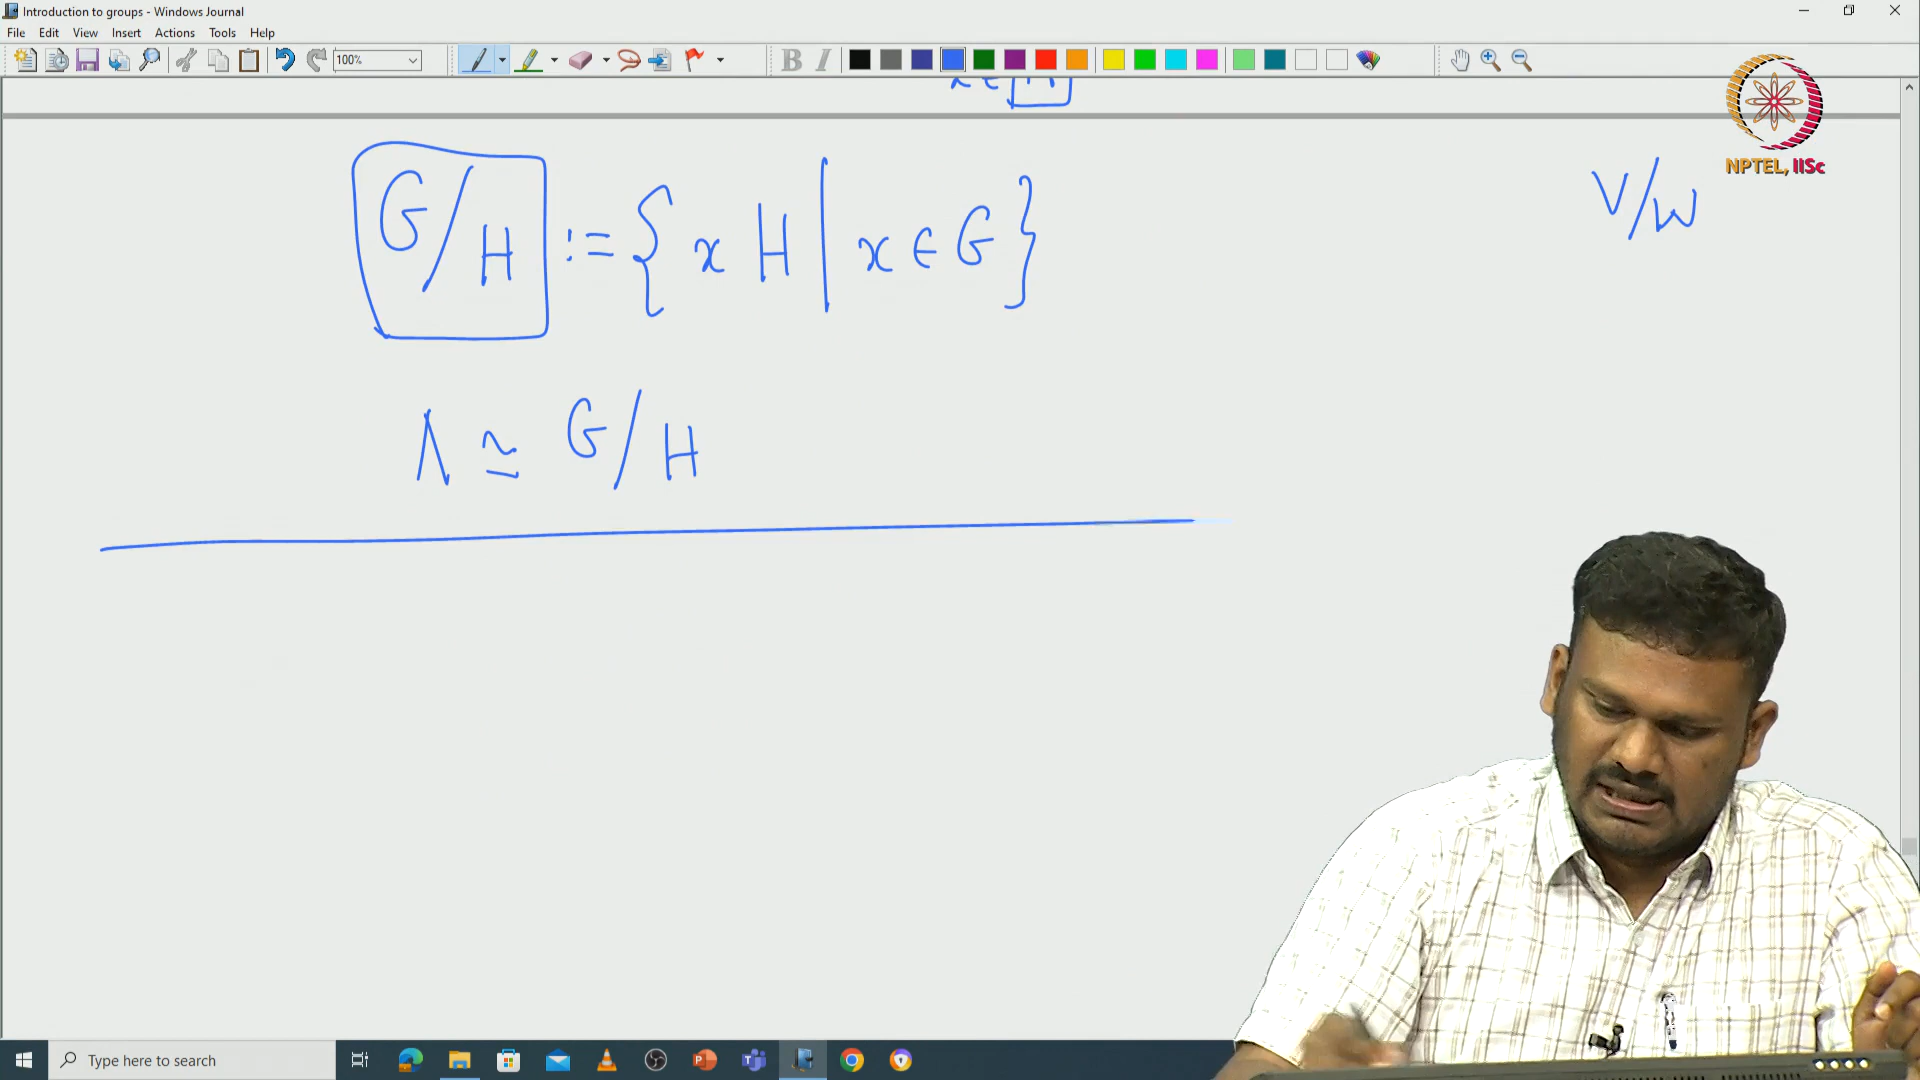 Introduction to groups - Windows Journal
File Edit View Insert Actions Tools Help
100%
B I
NPTEL, IISc
G/H := { x H | x ∈ G }
V/W
Λ ≃ G/H
Type here to search